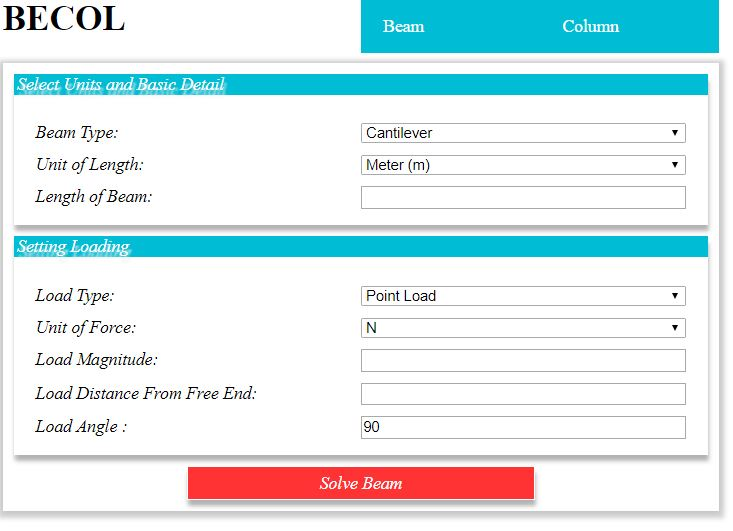 BECOL
Beam Column
Select Units and Basic Detail
Beam Type: Cantilever
Unit of Length: Meter (m)
Length of Beam:
Setting Loading
Load Type: Point Load
Unit of Force: N
Load Magnitude:
Load Distance From Free End:
Load Angle : 90
Solve Beam